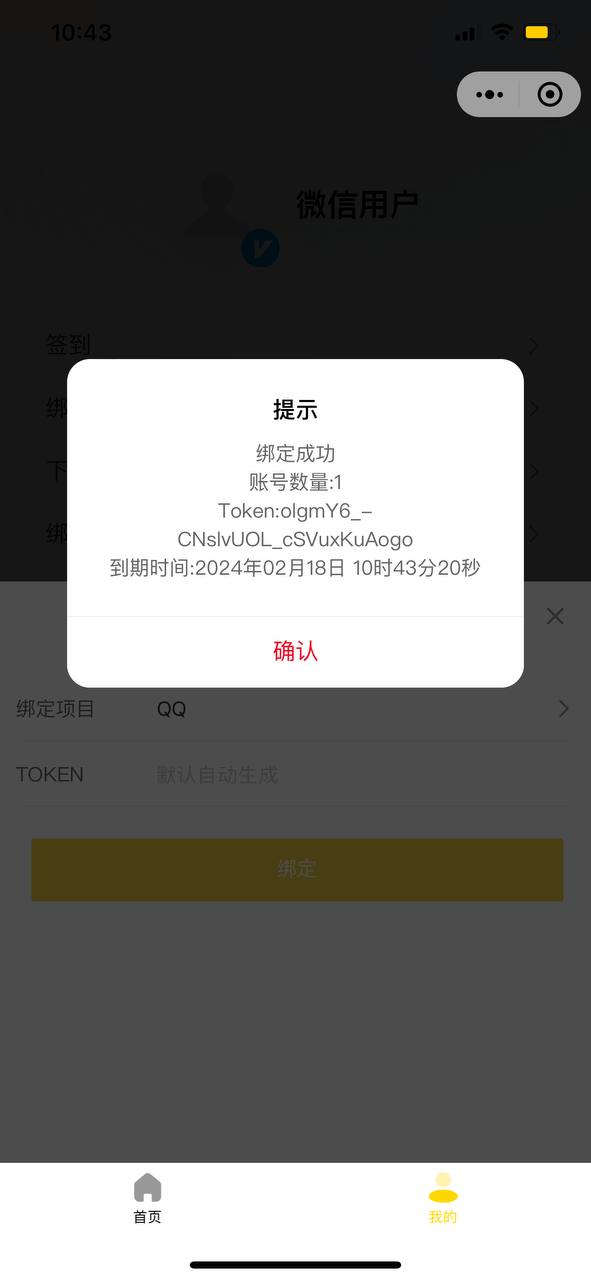 10:43
微信用户
签到
绑
下
绑
提示
绑定成功
账号数量:1
Token:oIgmY6_-
CNslvUOL_cSVuxKuAogo
到期时间:2024年02月18日 10时43分20秒
确认
绑定项目 QQ
TOKEN 默认自动生成
绑定
首页 我的